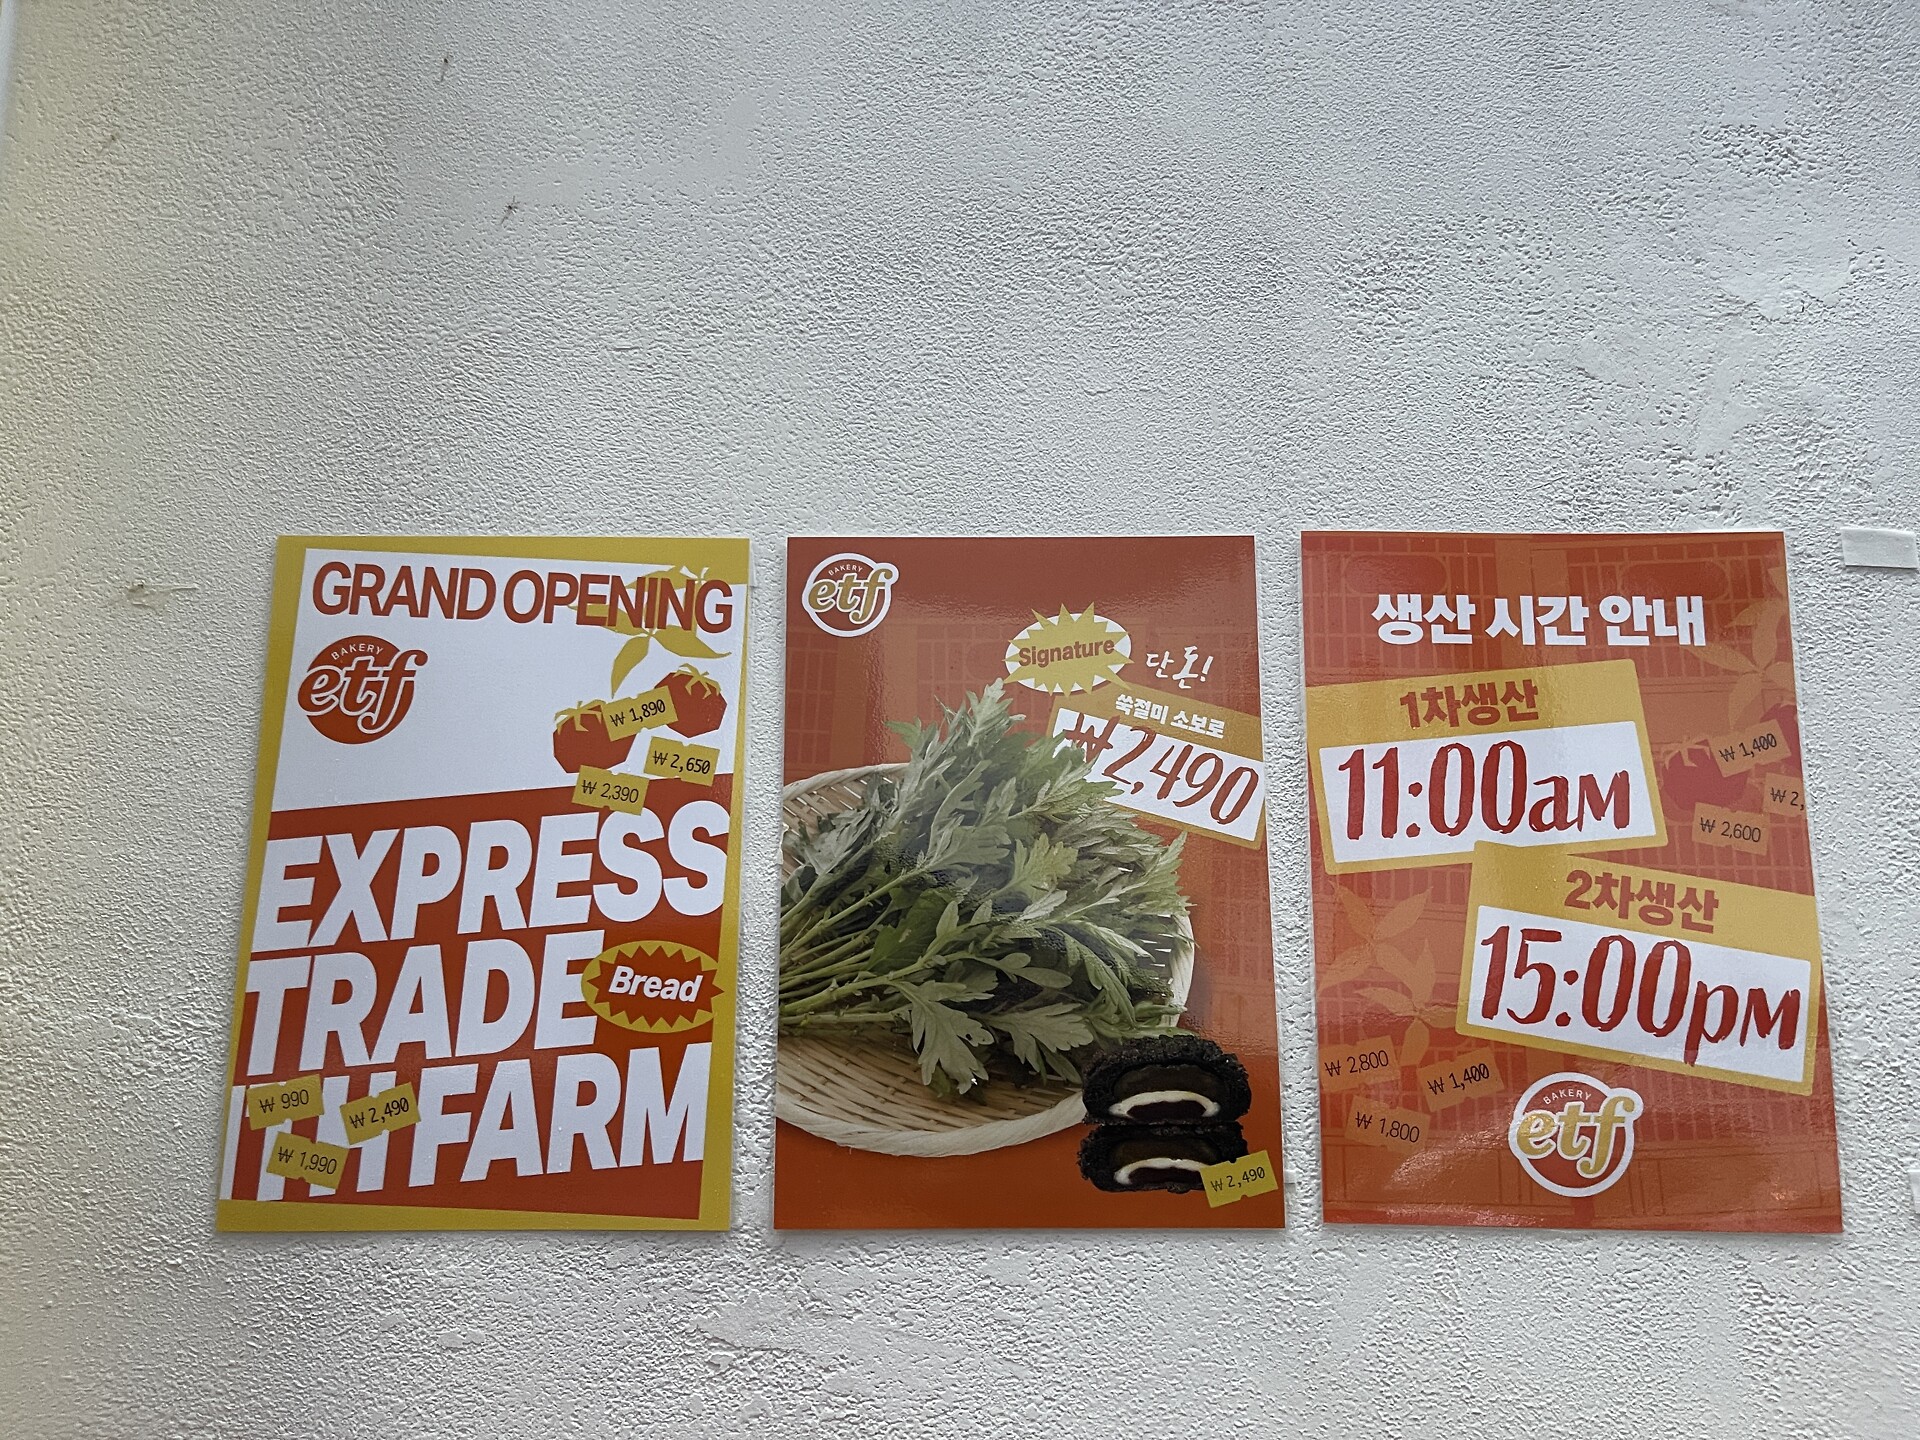 GRAND OPENING
BAKERY
etf
₩ 1,890
₩ 2,650
₩ 2,390
EXPRESS
TRADE
Bread
ITH FARM
₩ 990
₩ 2,490
₩ 1,990
BAKERY
etf
Signature
단돈!
쑥절미 소보로
₩2,490
₩ 2,490
생산 시간 안내
1차생산
11:00aM
₩ 1,400
₩ 2,
₩ 2,600
2차생산
15:00pM
₩ 2,800
₩ 1,400
₩ 1,800
BAKERY
etf